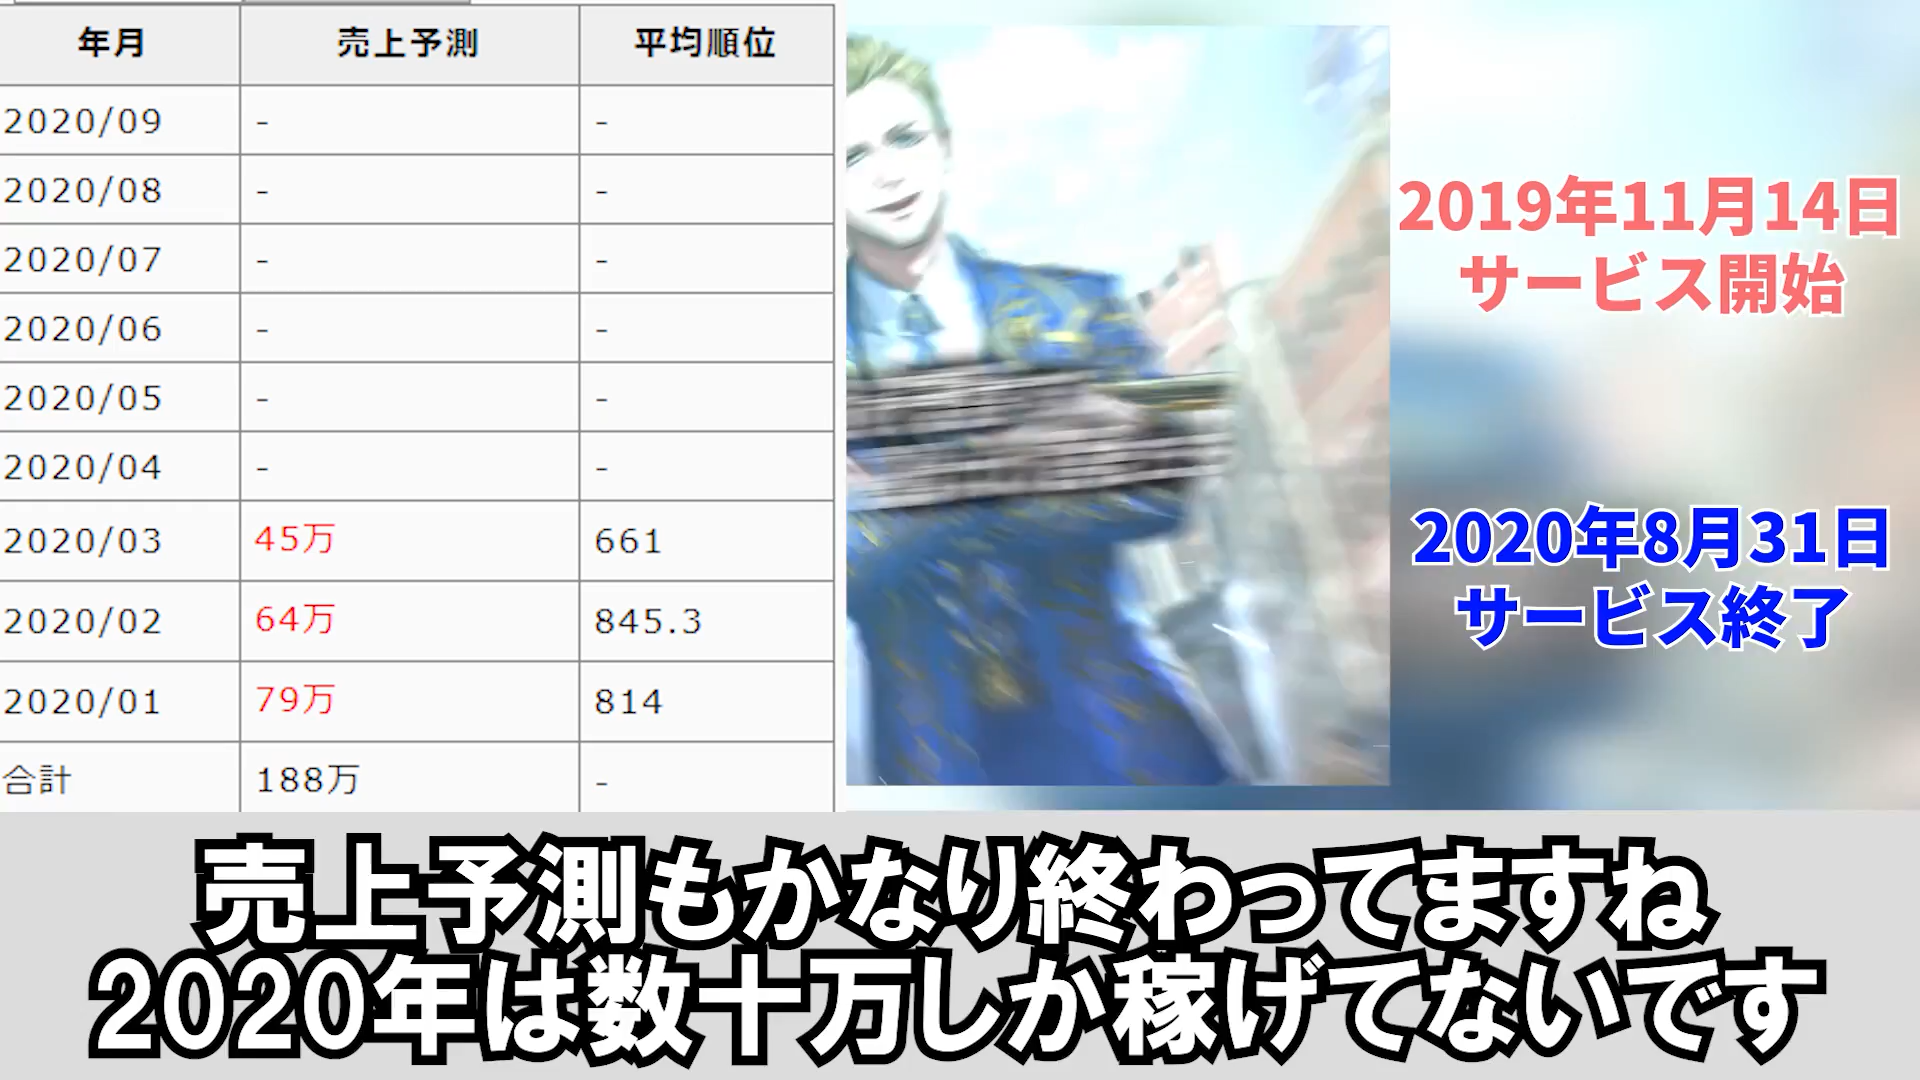 年月 売上予測 平均順位
2020/09 - -
2020/08 - -
2020/07 - -
2020/06 - -
2020/05 - -
2020/04 - -
2020/03 45万 661
2020/02 64万 845.3
2020/01 79万 814
合計 188万 -
2019年11月14日
サービス開始
2020年8月31日
サービス終了
売上予測もかなり終わってますね
2020年は数十万しか稼げてないです